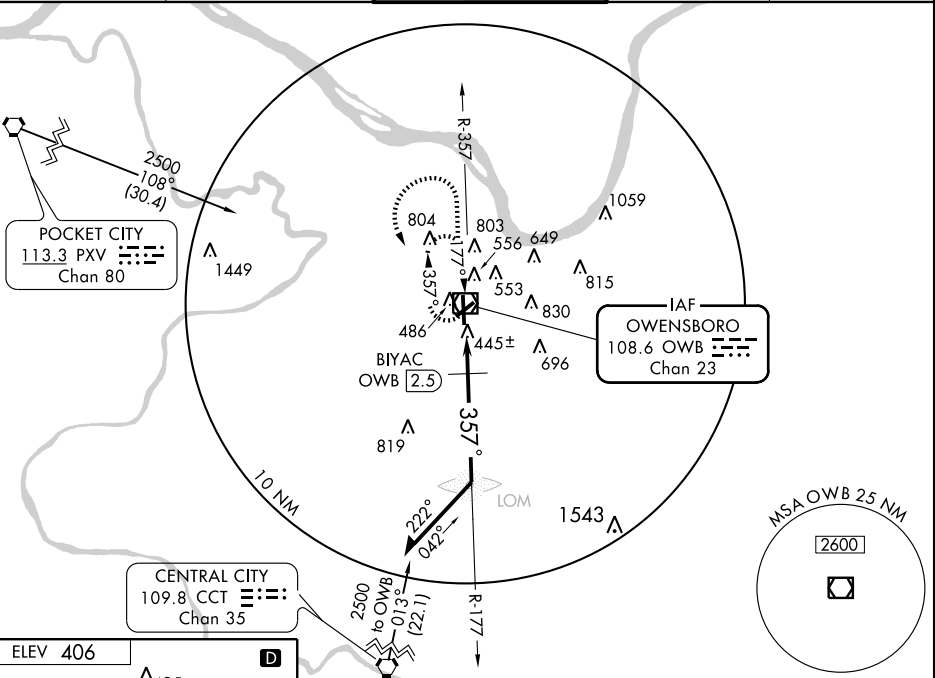 R-357
2500
108°
(30.4)
POCKET CITY
113.3 PXV
Chan 80
1449
804
803
556
649
1059
177°
357°
553
815
830
486
445±
696
IAF
OWENSBORO
108.6 OWB
Chan 23
BIYAC
OWB 2.5
357°
819
10 NM
LOM
222°
042°
1543
MSA OWB 25 NM
2600
CENTRAL CITY
109.8 CCT
Chan 35
2500
to OWB
013°
(22.1)
R-177
ELEV 406
D